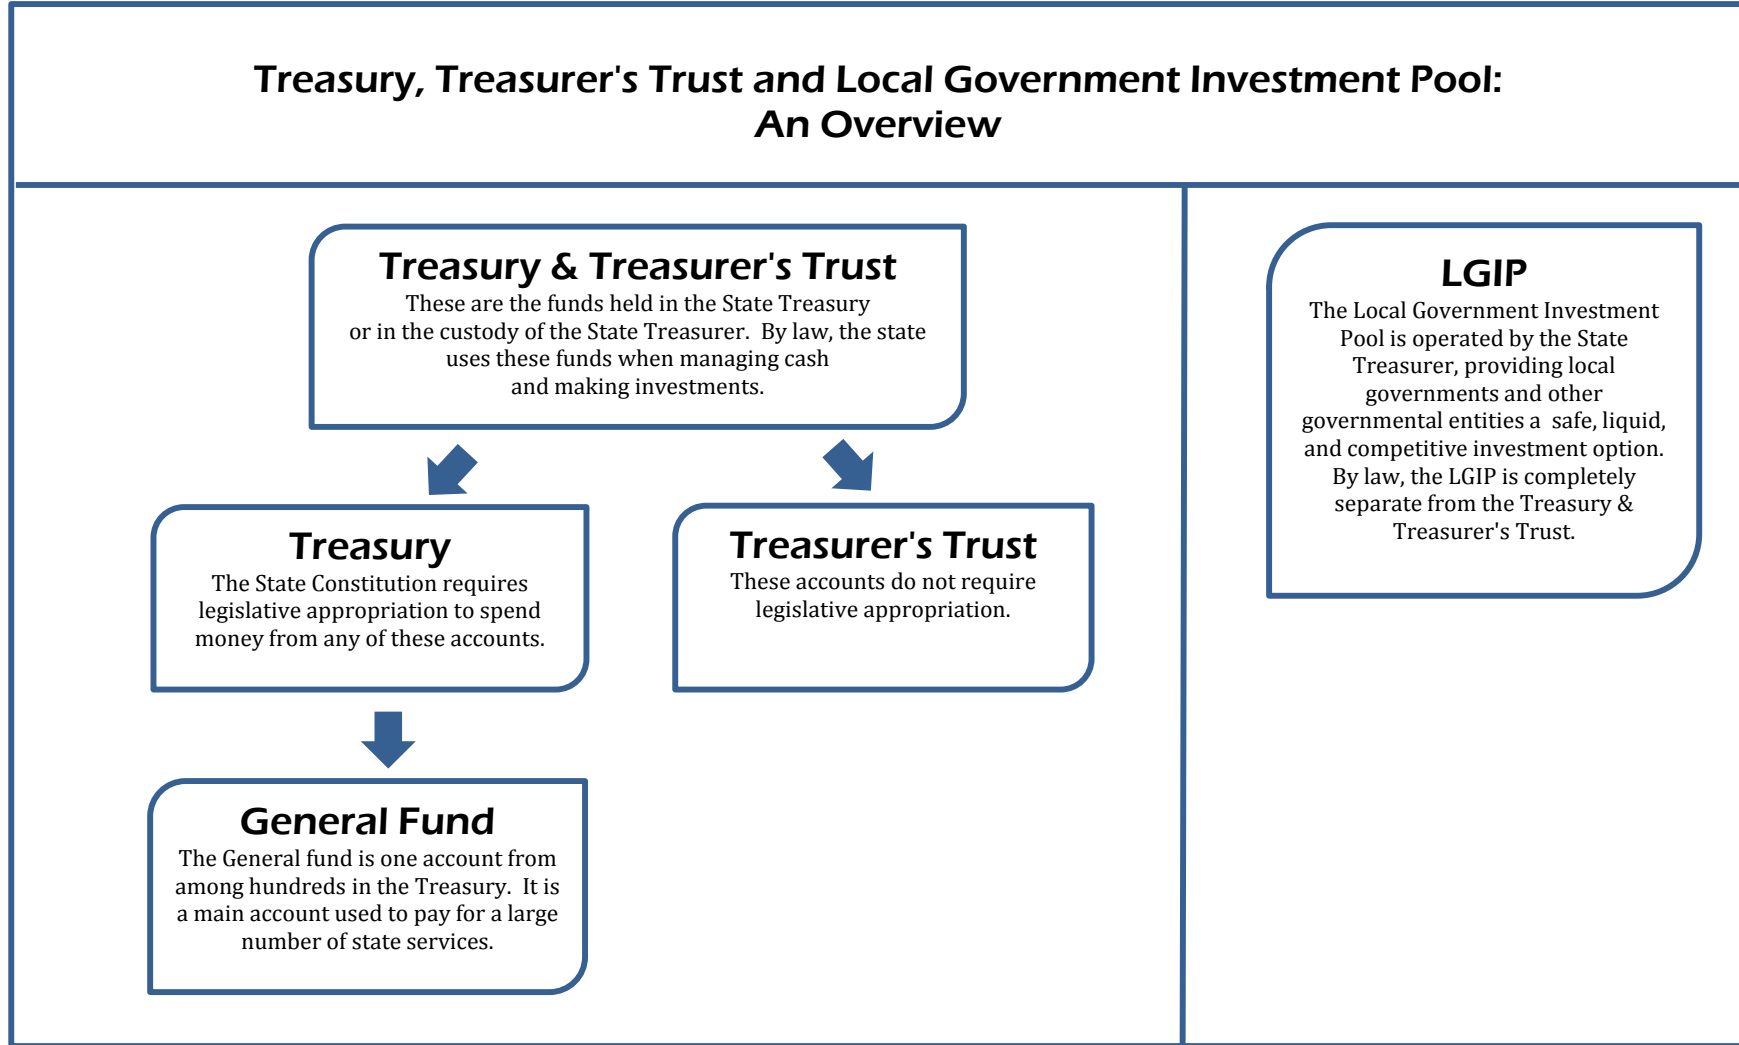 Treasury, Treasurer's Trust and Local Government Investment Pool:
An Overview
Treasury & Treasurer's Trust
These are the funds held in the State Treasury
or in the custody of the State Treasurer.  By law, the state
uses these funds when managing cash
and making investments.
Treasury
The State Constitution requires
legislative appropriation to spend
money from any of these accounts.
Treasurer's Trust
These accounts do not require
legislative appropriation.
General Fund
The General fund is one account from
among hundreds in the Treasury.  It is
a main account used to pay for a large
number of state services.
LGIP
The Local Government Investment
Pool is operated by the State
Treasurer, providing local
governments and other
governmental entities a  safe, liquid,
and competitive investment option.
By law, the LGIP is completely
separate from the Treasury &
Treasurer's Trust.